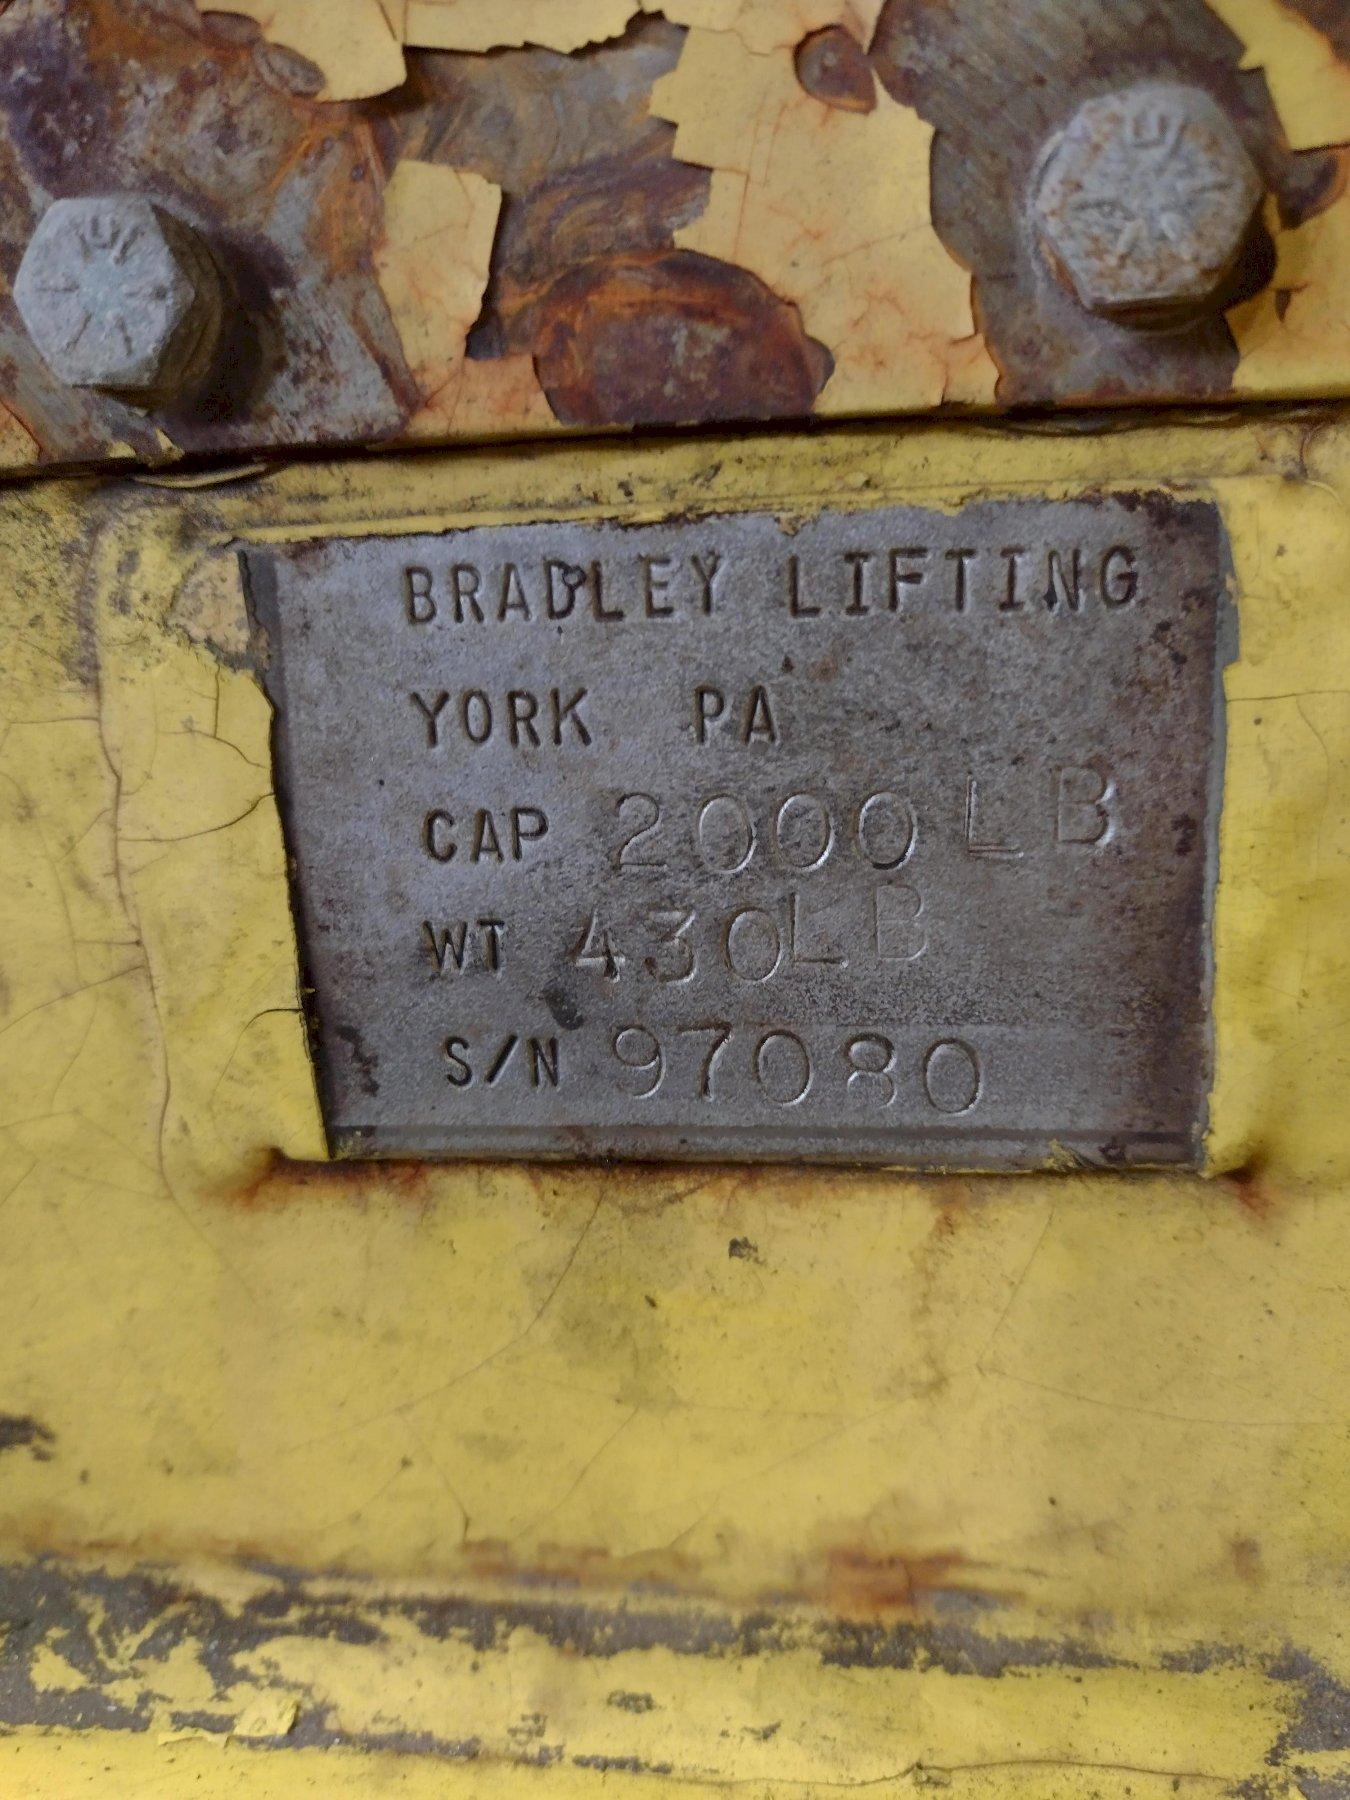 BRADLEY LIFTING
YORK PA
CAP 2000 LB
WT 430LB
S/N 97080